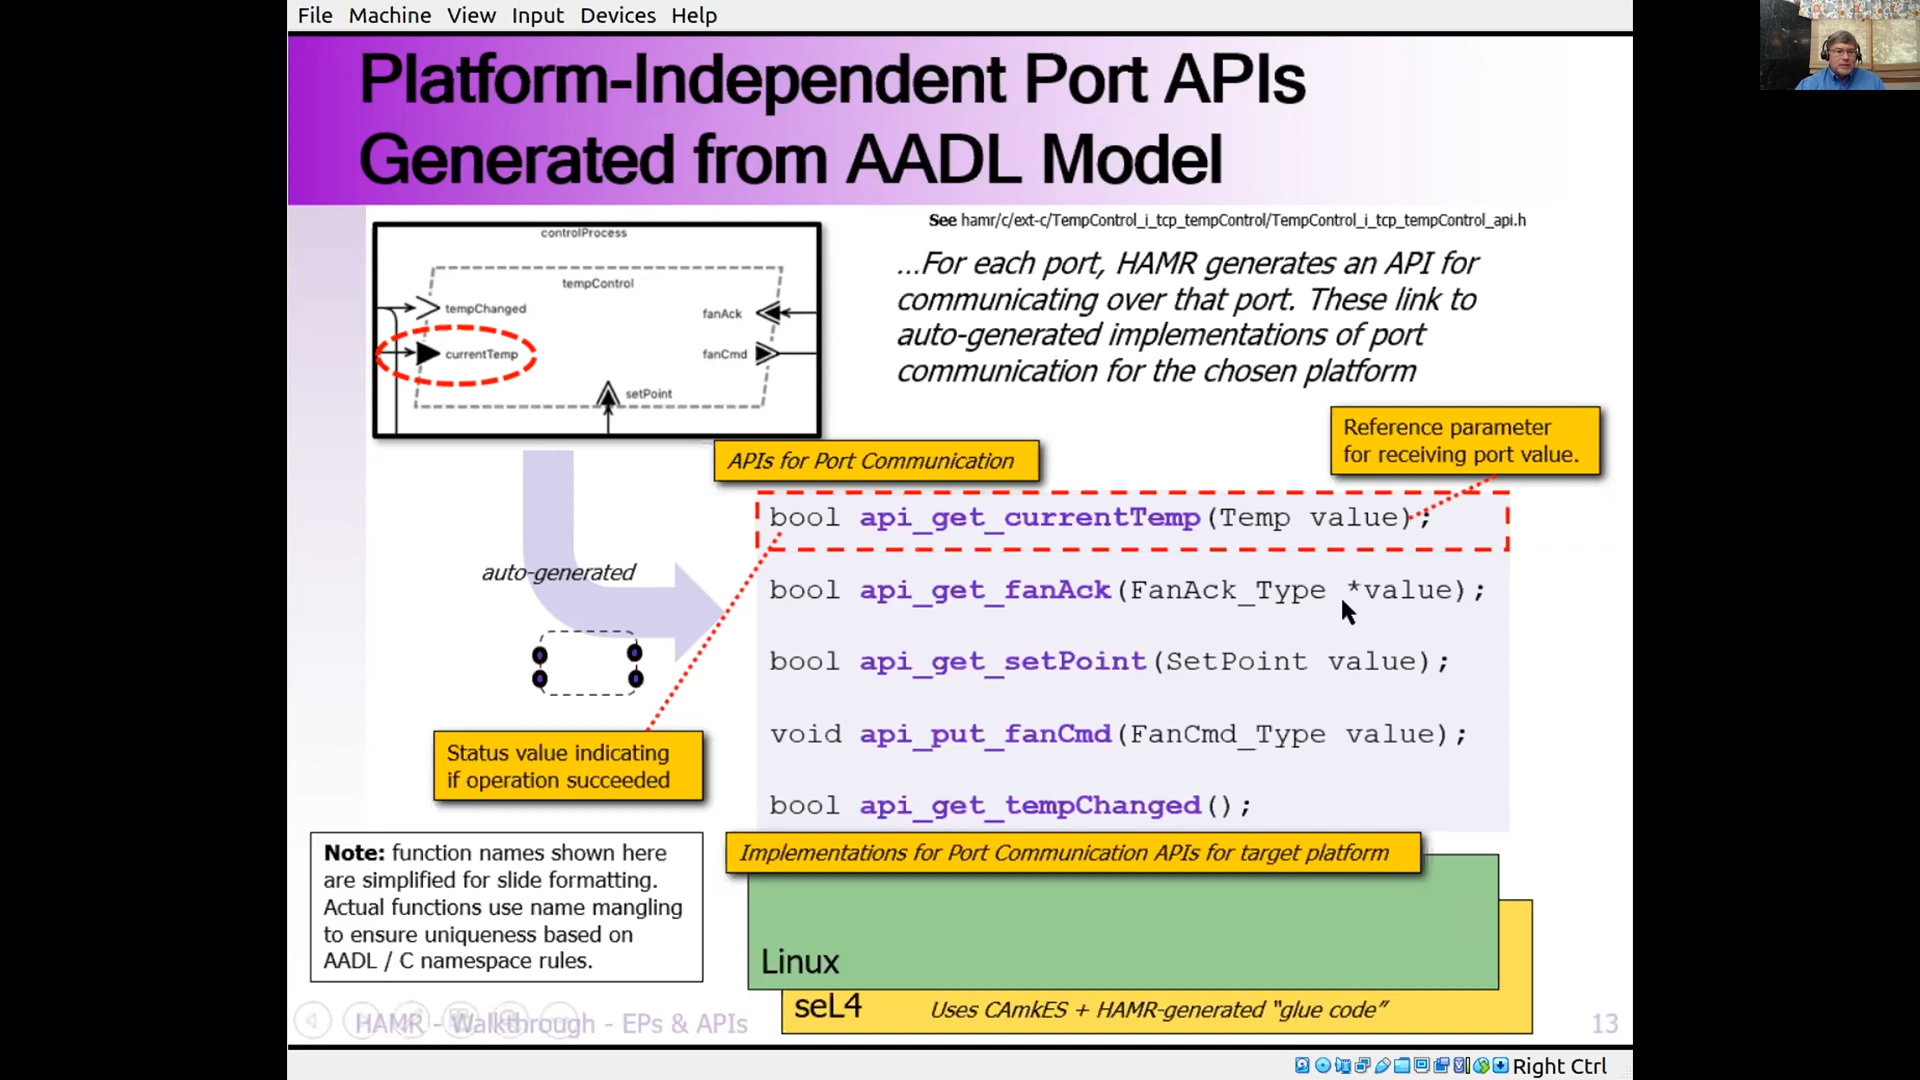 File Machine View Input Devices Help
Platform-Independent Port APIs
Generated from AADL Model
See hamr/c/ext-c/TempControl_i_tcp_tempControl/TempControl_i_tcp_tempControl_api.h
controlProcess
tempControl
tempChanged
fanAck
currentTemp
fanCmd
setPoint
...For each port, HAMR generates an API for
communicating over that port. These link to
auto-generated implementations of port
communication for the chosen platform
Reference parameter
for receiving port value.
APIs for Port Communication
bool api_get_currentTemp(Temp value);
bool api_get_fanAck(FanAck_Type *value);
bool api_get_setPoint(SetPoint value);
void api_put_fanCmd(FanCmd_Type value);
bool api_get_tempChanged();
auto-generated
Status value indicating
if operation succeeded
Note: function names shown here
are simplified for slide formatting.
Actual functions use name mangling
to ensure uniqueness based on
AADL / C namespace rules.
Implementations for Port Communication APIs for target platform
Linux
seL4 Uses CAmkES + HAMR-generated "glue code"
HAMR - Walkthrough - EPs & APIs
13
Right Ctrl